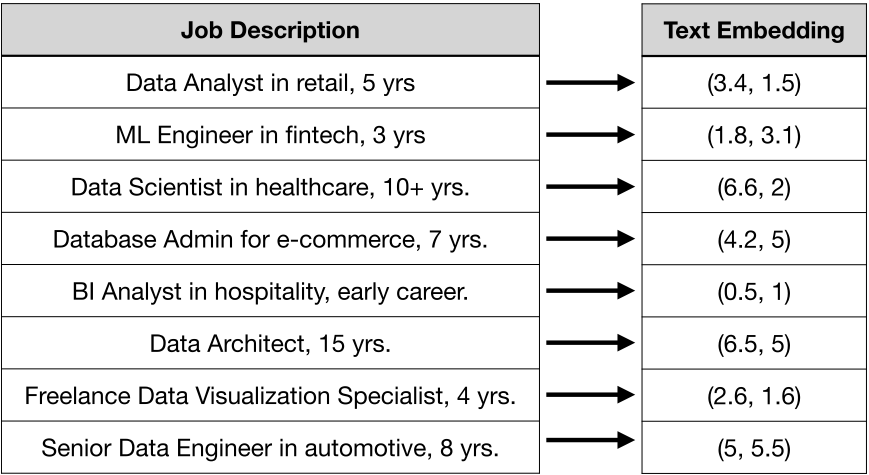 Job Description Text Embedding
Data Analyst in retail, 5 yrs (3.4, 1.5)
ML Engineer in fintech, 3 yrs (1.8, 3.1)
Data Scientist in healthcare, 10+ yrs. (6.6, 2)
Database Admin for e-commerce, 7 yrs. (4.2, 5)
BI Analyst in hospitality, early career. (0.5, 1)
Data Architect, 15 yrs. (6.5, 5)
Freelance Data Visualization Specialist, 4 yrs. (2.6, 1.6)
Senior Data Engineer in automotive, 8 yrs. (5, 5.5)